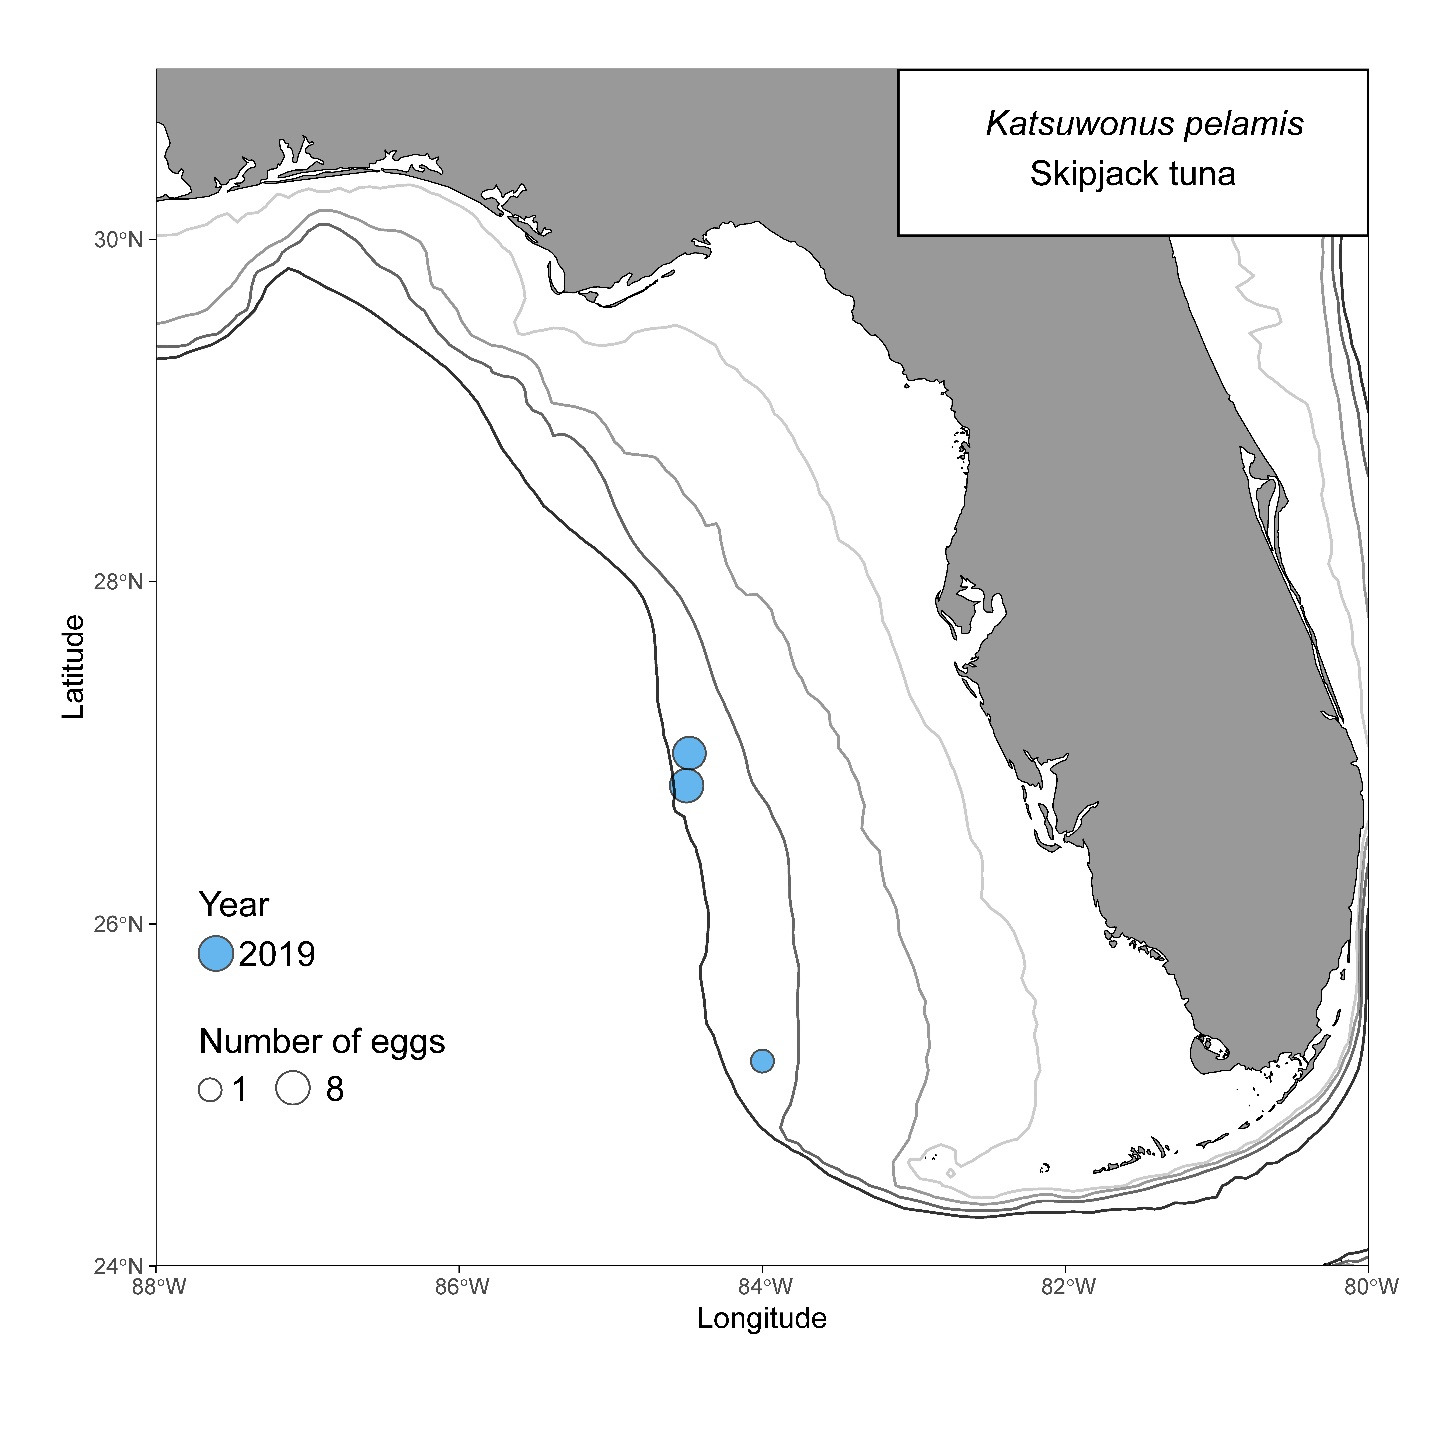 Katsuwonus pelamis
Skipjack tuna
30°N
28°N
26°N
24°N
Latitude
Year
2019
Number of eggs
1 8
88°W 86°W 84°W 82°W 80°W
Longitude